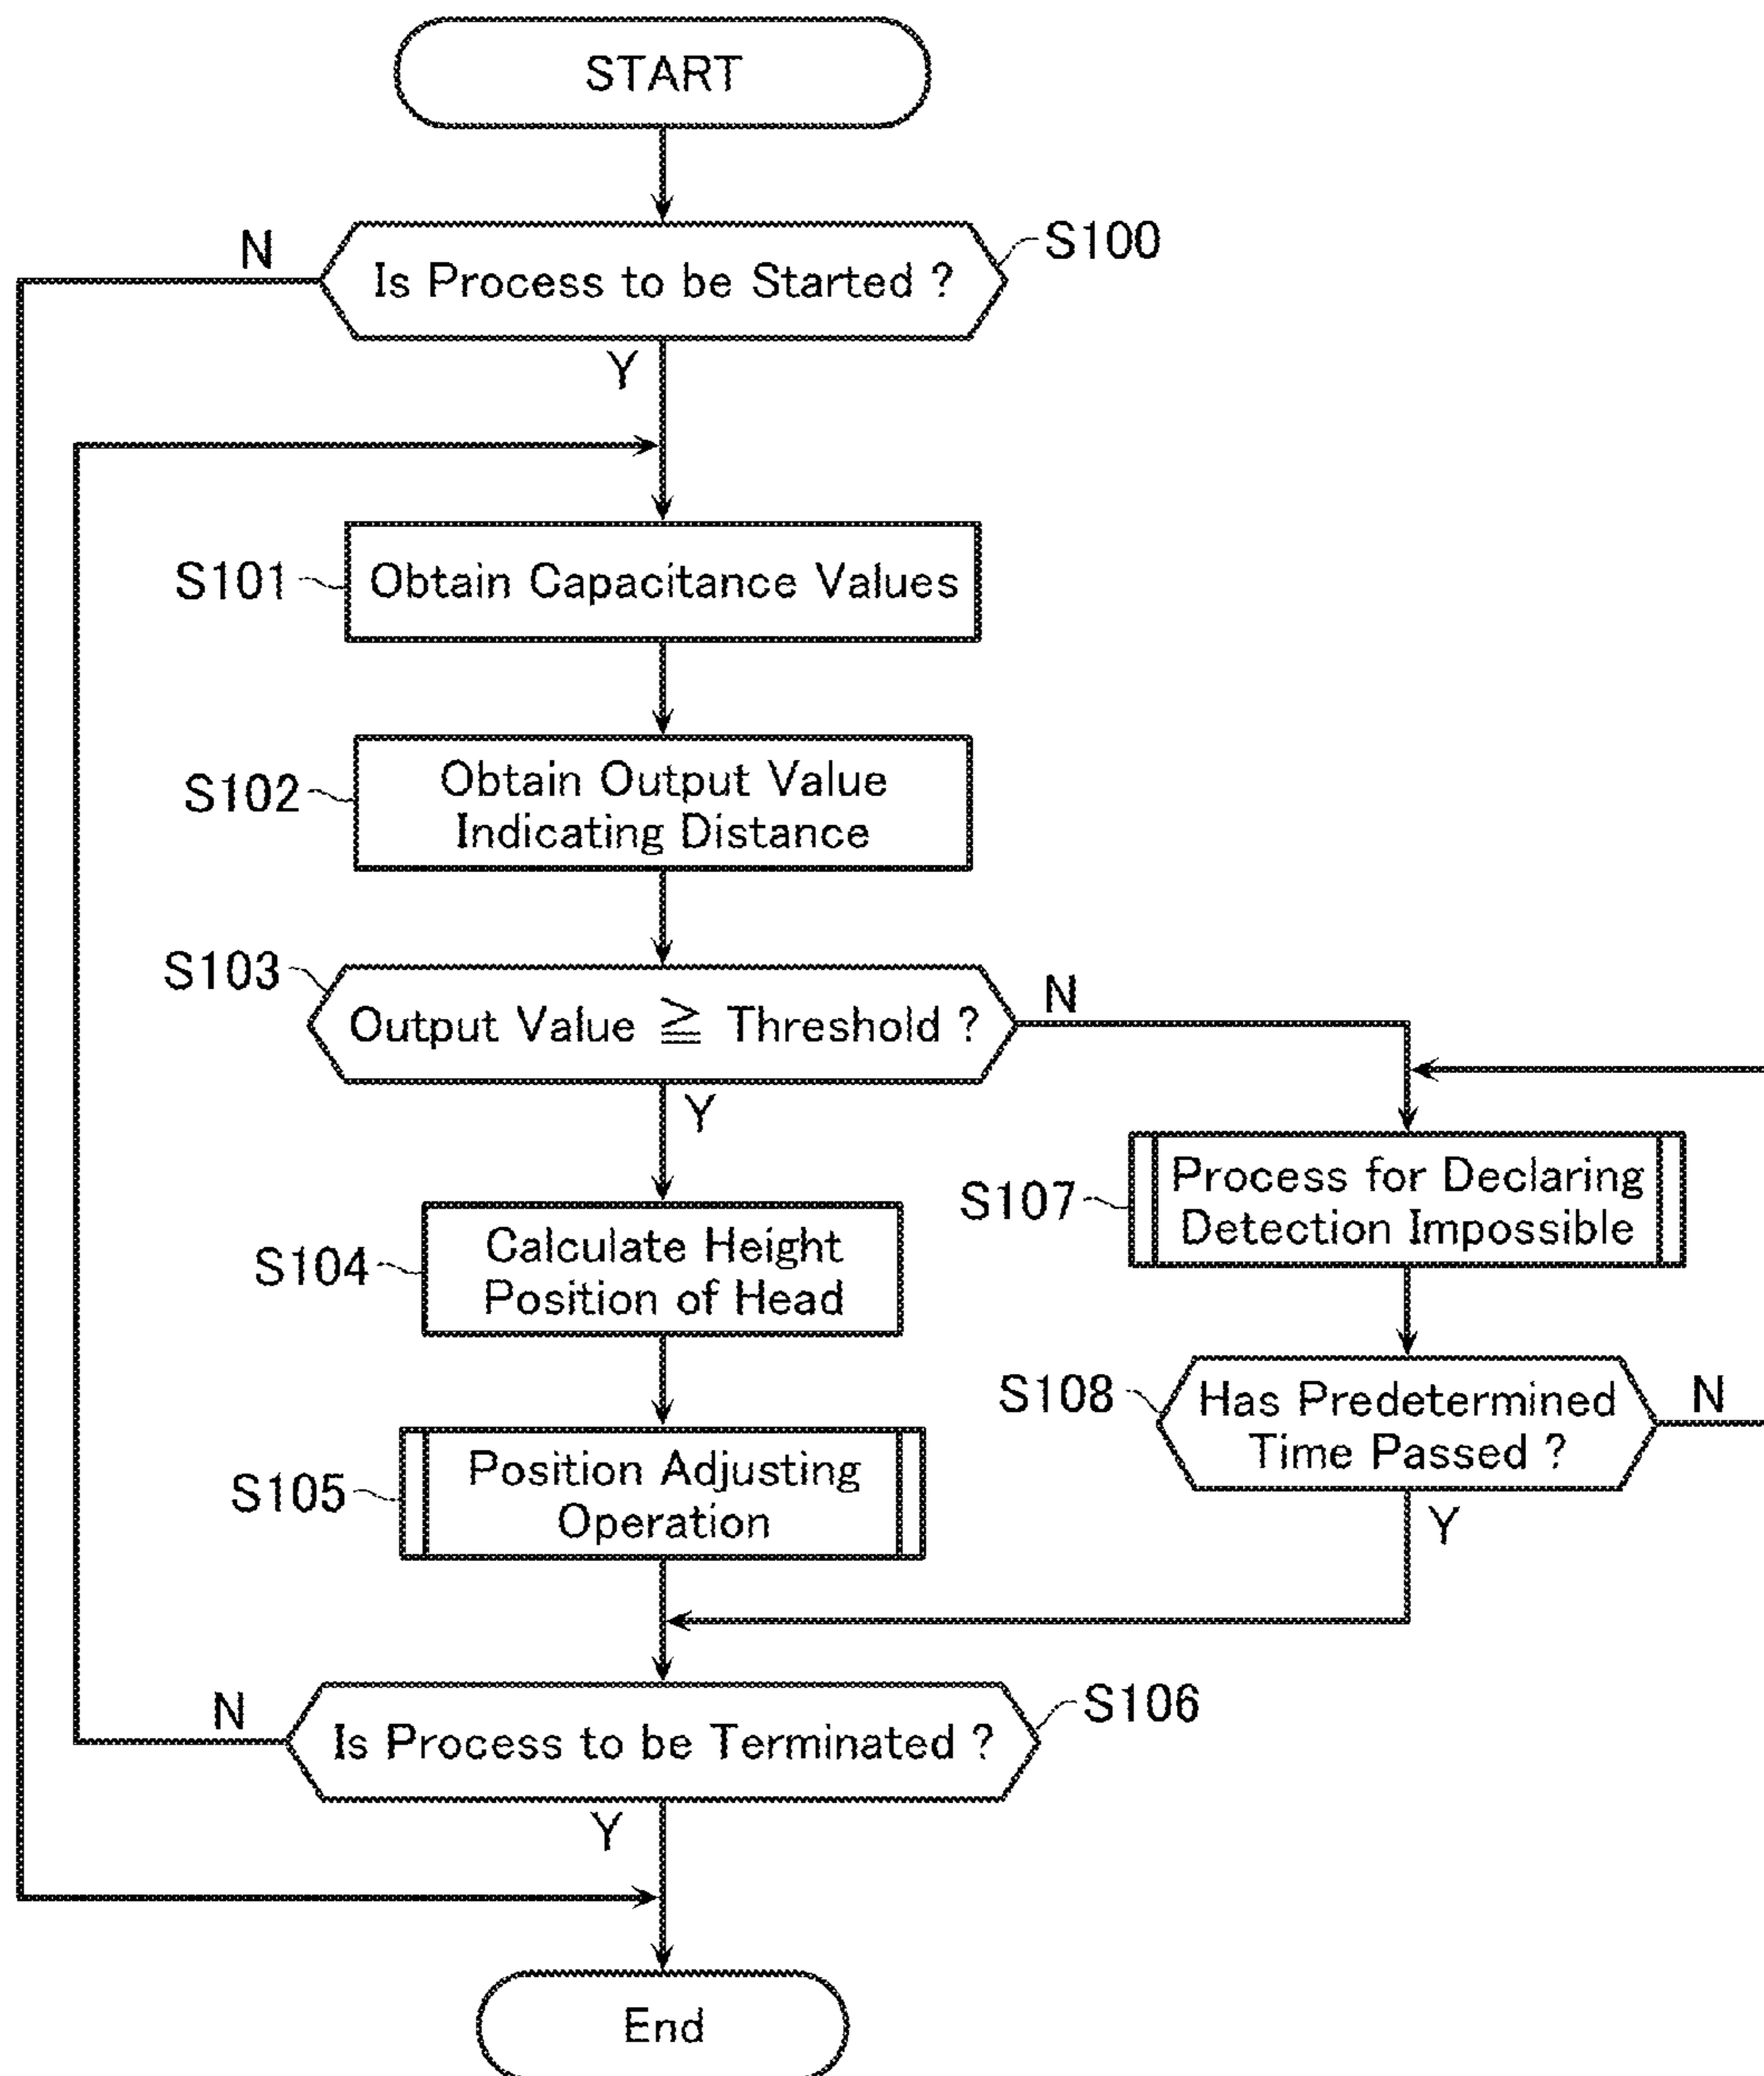 START
N
S100
Is Process to be Started ?
Y
S101
Obtain Capacitance Values
S102
Obtain Output Value
Indicating Distance
S103
Output Value ≧ Threshold ?
N
Y
S107
Process for Declaring
Detection Impossible
S104
Calculate Height
Position of Head
S108
Has Predetermined
Time Passed ?
N
Y
S105
Position Adjusting
Operation
S106
N
Is Process to be Terminated ?
Y
End